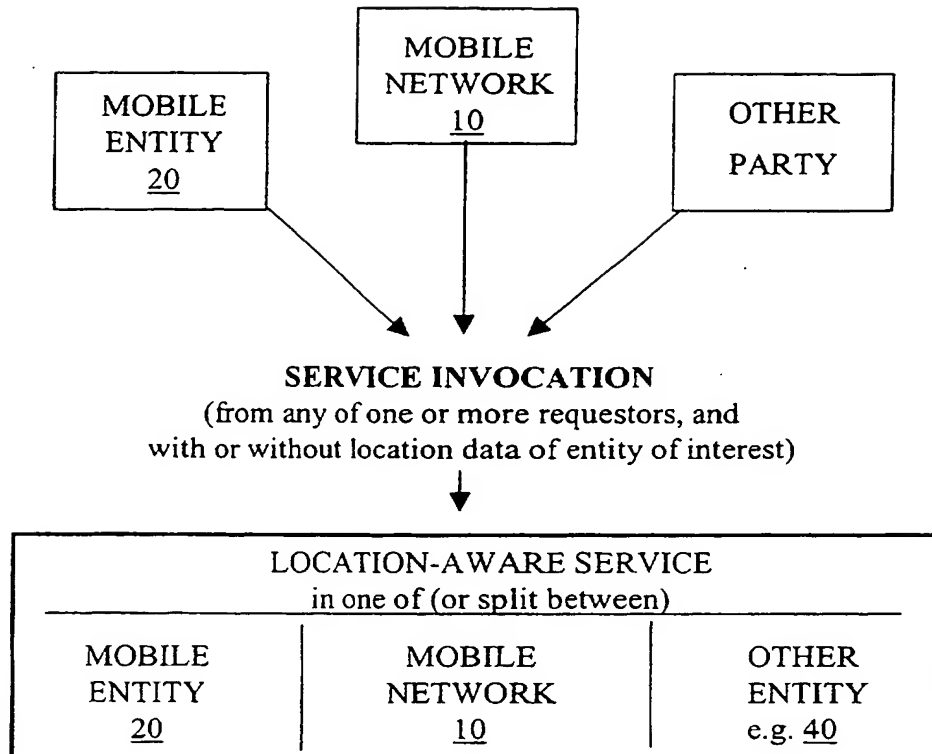 MOBILE
ENTITY
20
MOBILE
NETWORK
10
OTHER
PARTY
SERVICE INVOCATION
(from any of one or more requestors, and
with or without location data of entity of interest)
LOCATION-AWARE SERVICE
in one of (or split between)
MOBILE
ENTITY
20
MOBILE
NETWORK
10
OTHER
ENTITY
e.g. 40